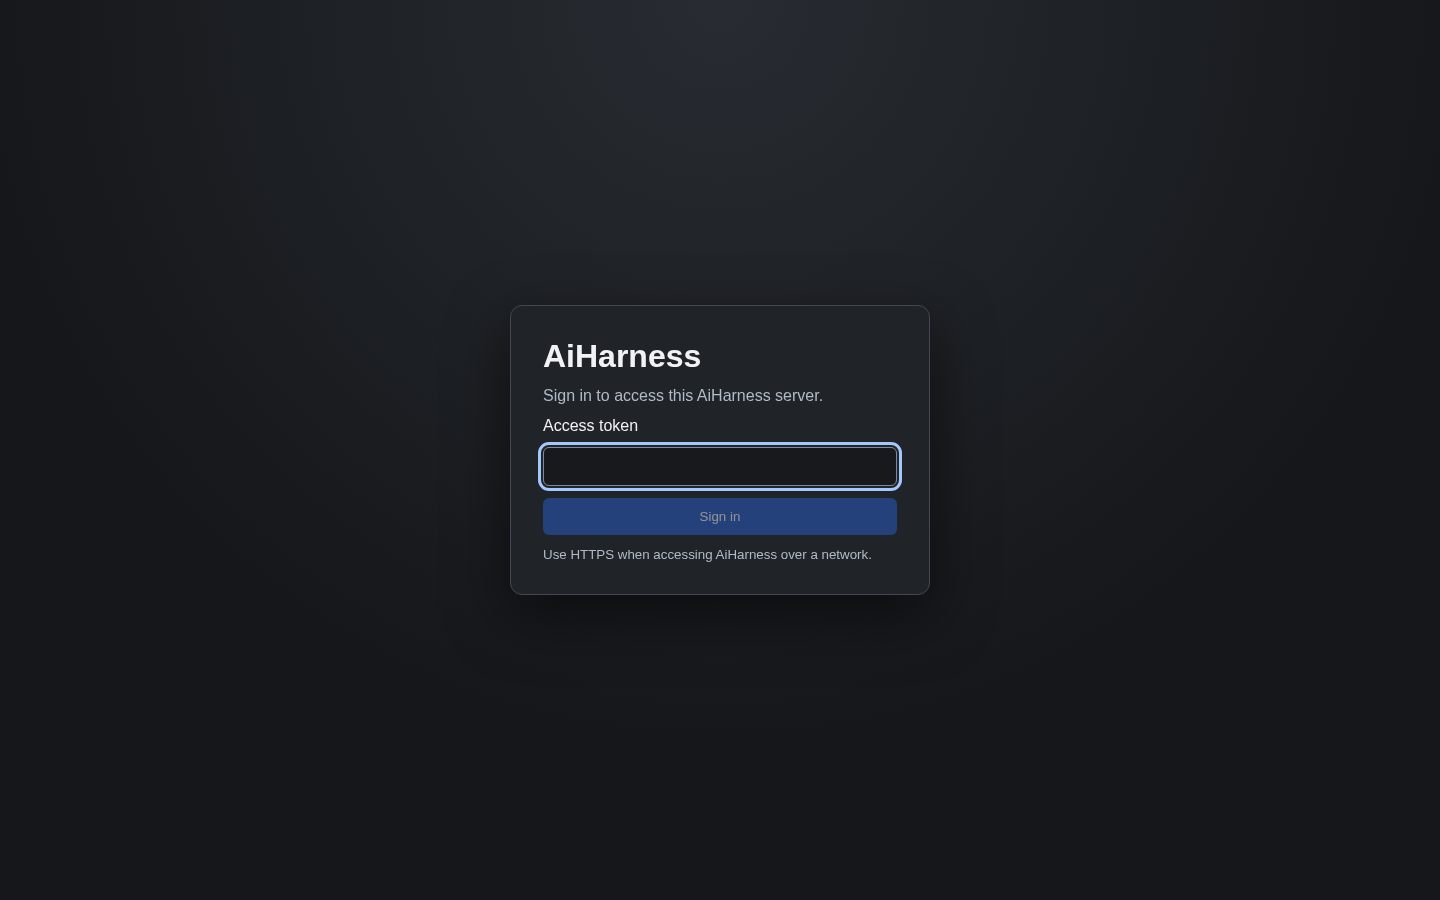 AiHarness
Sign in to access this AiHarness server.
Access token
Sign in
Use HTTPS when accessing AiHarness over a network.